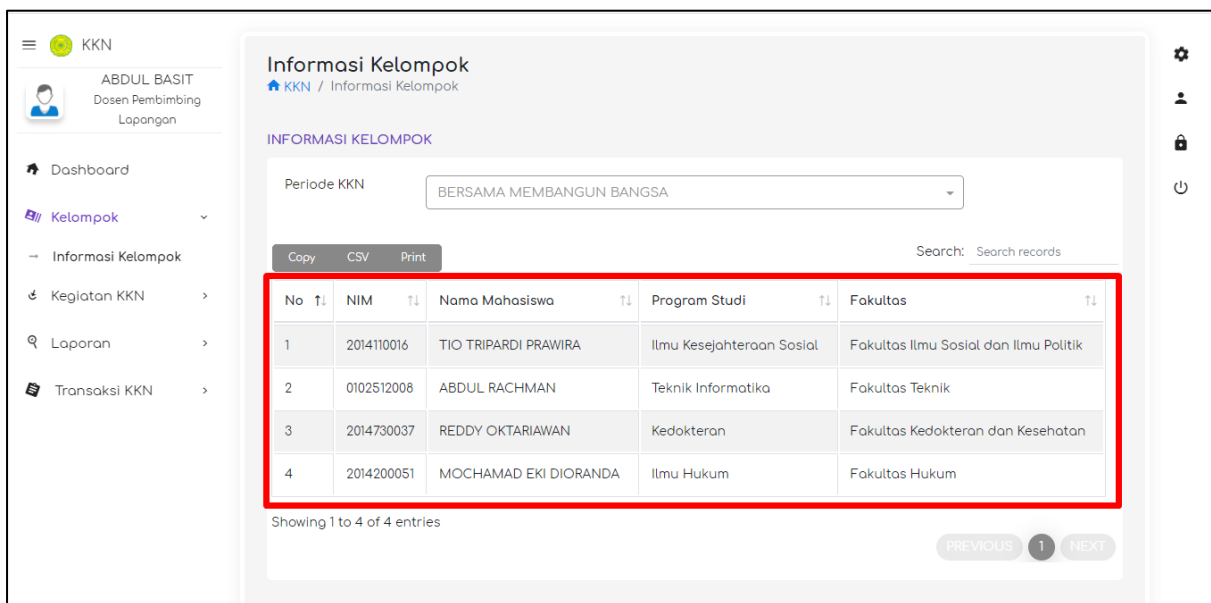 KKN
ABDUL BASIT
Dosen Pembimbing
Lapangan
Dashboard
Kelompok
Informasi Kelompok
Kegiatan KKN
Laporan
Transaksi KKN
Informasi Kelompok
KKN / Informasi Kelompok
INFORMASI KELOMPOK
Periode KKN BERSAMA MEMBANGUN BANGSA
Copy CSV Print Search: Search records
No NIM Nama Mahasiswa Program Studi Fakultas
1 2014110016 TIO TRIPARDI PRAWIRA Ilmu Kesejahteraan Sosial Fakultas Ilmu Sosial dan Ilmu Politik
2 0102512008 ABDUL RACHMAN Teknik Informatika Fakultas Teknik
3 2014730037 REDDY OKTARIAWAN Kedokteran Fakultas Kedokteran dan Kesehatan
4 2014200051 MOCHAMAD EKI DIORANDA Ilmu Hukum Fakultas Hukum
Showing 1 to 4 of 4 entries
PREVIOUS 1 NEXT